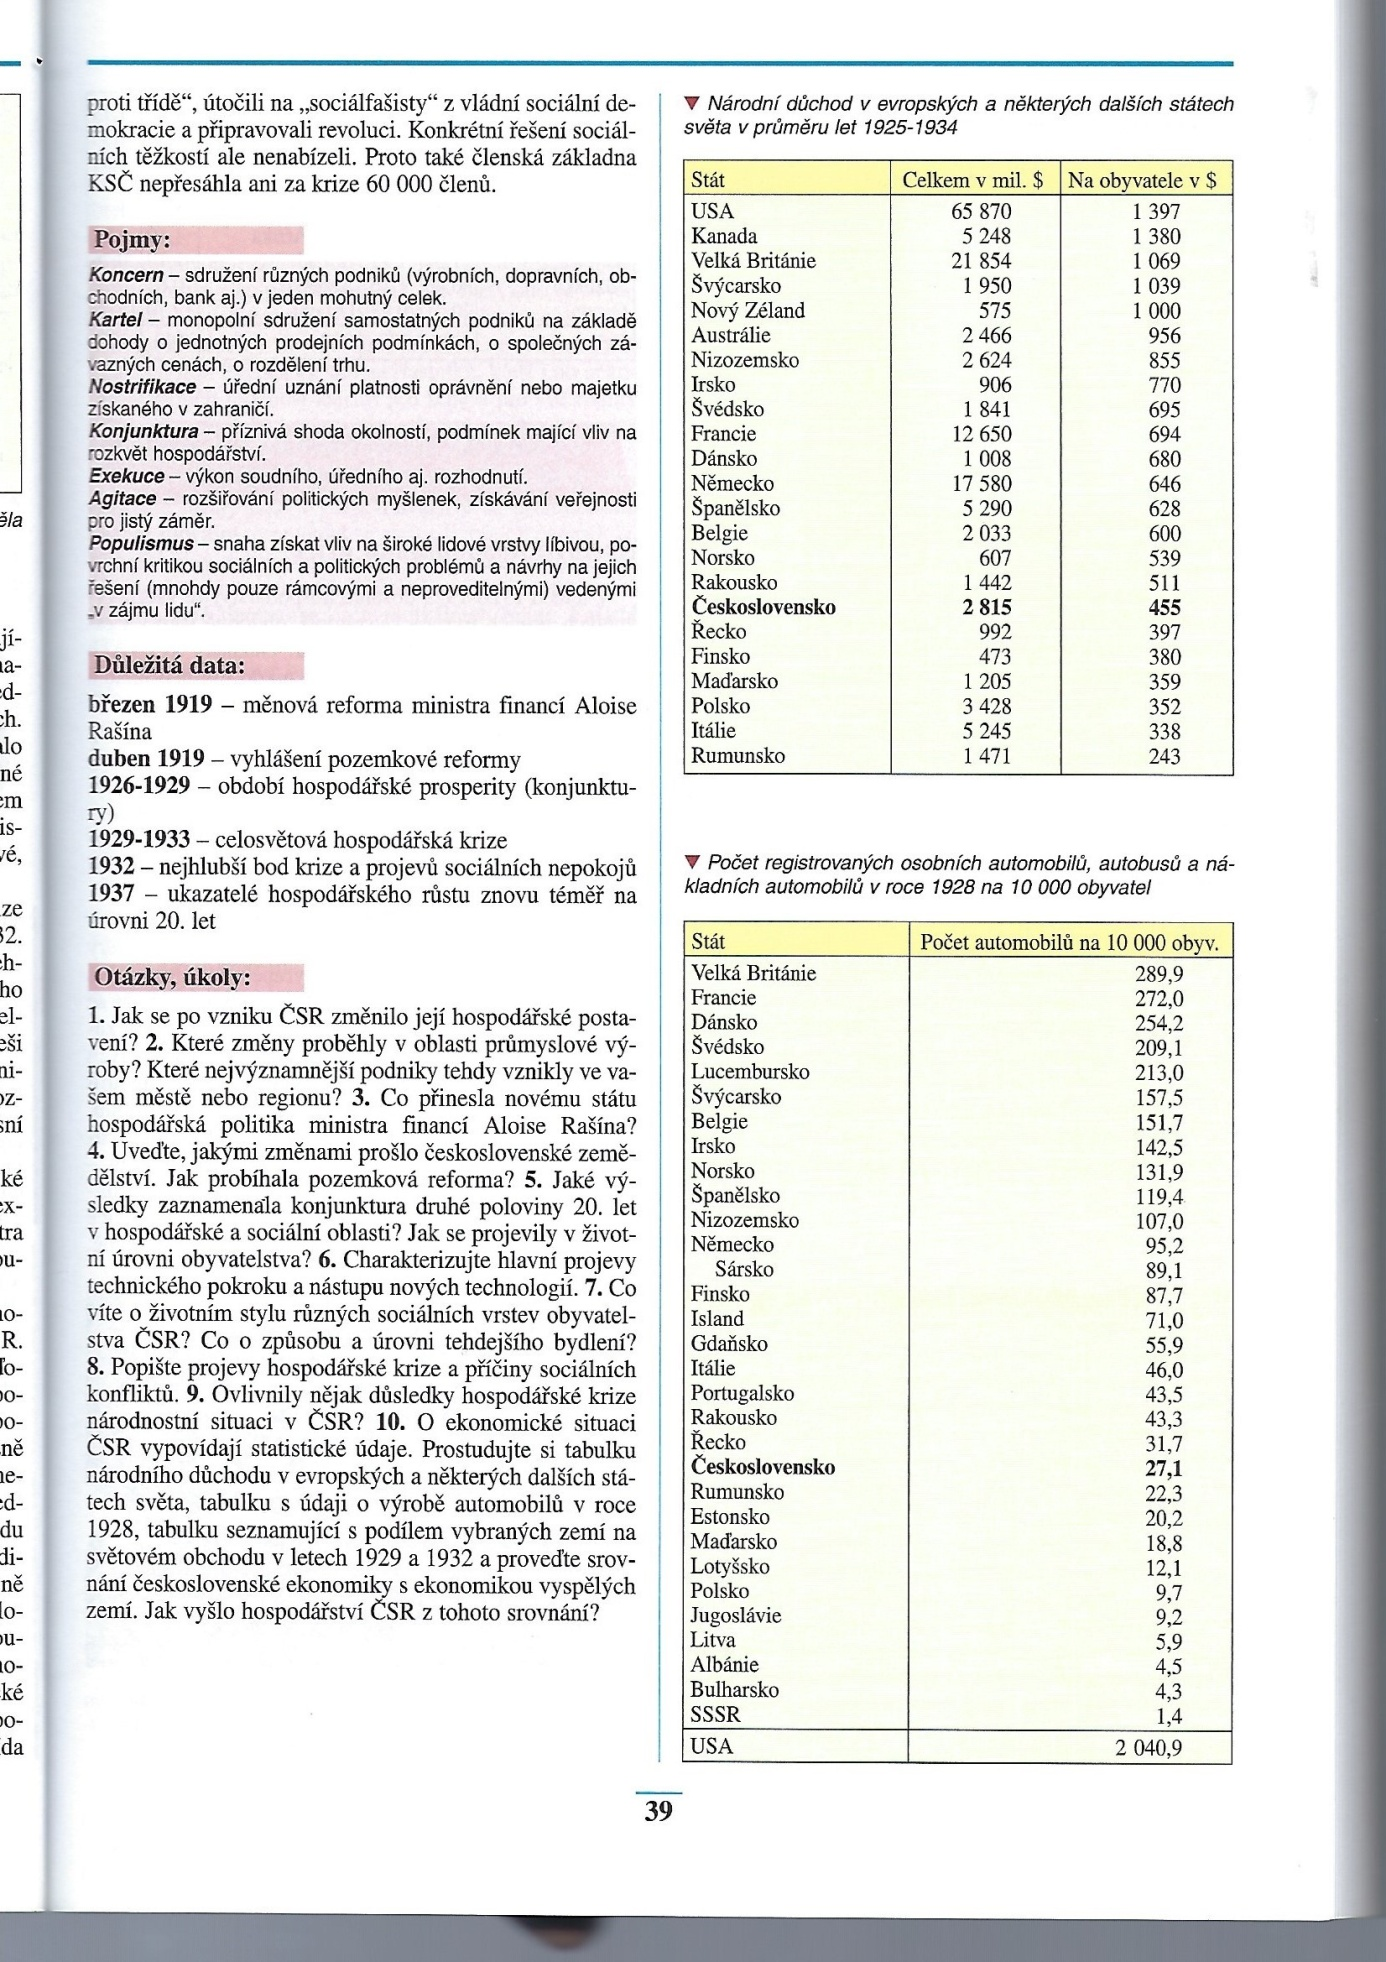 proti třídě“, útočili na „sociálfašisty“ z vládní sociální de-
mokracie a připravovali revoluci. Konkrétní řešení sociál-
ních těžkostí ale nenabízeli. Proto také členská základna
KSČ nepřesáhla ani za krize 60 000 členů.
Pojmy:
Koncern – sdružení různých podniků (výrobních, dopravních, ob-
chodních, bank aj.) v jeden mohutný celek.
Kartel – monopolní sdružení samostatných podniků na základě
dohody o jednotných prodejních podmínkách, o společných zá-
vazných cenách, o rozdělení trhu.
Nostrifikace – úřední uznání platnosti oprávnění nebo majetku
získaného v zahraničí.
Konjunktura – příznivá shoda okolností, podmínek mající vliv na
rozkvět hospodářství.
Exekuce – výkon soudního, úředního aj. rozhodnutí.
Agitace – rozšiřování politických myšlenek, získávání veřejnosti
pro jistý záměr.
Populismus – snaha získat vliv na široké lidové vrstvy líbivou, po-
vrchní kritikou sociálních a politických problémů a návrhy na jejich
řešení (mnohdy pouze rámcovými a neproveditelnými) vedenými
„v zájmu lidu“.
Důležitá data:
březen 1919 – měnová reforma ministra financí Aloise
Rašína
duben 1919 – vyhlášení pozemkové reformy
1926-1929 – období hospodářské prosperity (konjunktu-
ry)
1929-1933 – celosvětová hospodářská krize
1932 – nejhlubší bod krize a projevů sociálních nepokojů
1937 – ukazatelé hospodářského růstu znovu téměř na
úrovni 20. let
Otázky, úkoly:
1. Jak se po vzniku ČSR změnilo její hospodářské posta-
vení? 2. Které změny proběhly v oblasti průmyslové vý-
roby? Které nejvýznamnější podniky tehdy vznikly ve va-
šem městě nebo regionu? 3. Co přinesla novému státu
hospodářská politika ministra financí Aloise Rašína?
4. Uveďte, jakými změnami prošlo československé země-
dělství. Jak probíhala pozemková reforma? 5. Jaké vý-
sledky zaznamenala konjunktura druhé poloviny 20. let
v hospodářské a sociální oblasti? Jak se projevily v život-
ní úrovni obyvatelstva? 6. Charakterizujte hlavní projevy
technického pokroku a nástupu nových technologií. 7. Co
víte o životním stylu různých sociálních vrstev obyvatel-
stva ČSR? Co o způsobu a úrovni tehdejšího bydlení?
8. Popište projevy hospodářské krize a příčiny sociálních
konfliktů. 9. Ovlivnily nějak důsledky hospodářské krize
národnostní situaci v ČSR? 10. O ekonomické situaci
ČSR vypovídají statistické údaje. Prostudujte si tabulku
národního důchodu v evropských a některých dalších stá-
tech světa, tabulku s údaji o výrobě automobilů v roce
1928, tabulku seznamující s podílem vybraných zemí na
světovém obchodu v letech 1929 a 1932 a proveďte srov-
nání československé ekonomiky s ekonomikou vyspělých
zemí. Jak vyšlo hospodářství ČSR z tohoto srovnání?
▼ Národní důchod v evropských a některých dalších státech
světa v průměru let 1925-1934
Stát Celkem v mil. $ Na obyvatele v $
USA 65 870 1 397
Kanada 5 248 1 380
Velká Británie 21 854 1 069
Švýcarsko 1 950 1 039
Nový Zéland 575 1 000
Austrálie 2 466 956
Nizozemsko 2 624 855
Irsko 906 770
Švédsko 1 841 695
Francie 12 650 694
Dánsko 1 008 680
Německo 17 580 646
Španělsko 5 290 628
Belgie 2 033 600
Norsko 607 539
Rakousko 1 442 511
Československo 2 815 455
Řecko 992 397
Finsko 473 380
Maďarsko 1 205 359
Polsko 3 428 352
Itálie 5 245 338
Rumunsko 1 471 243
▼ Počet registrovaných osobních automobilů, autobusů a ná-
kladních automobilů v roce 1928 na 10 000 obyvatel
Stát Počet automobilů na 10 000 obyv.
Velká Británie 289,9
Francie 272,0
Dánsko 254,2
Švédsko 209,1
Lucembursko 213,0
Švýcarsko 157,5
Belgie 151,7
Irsko 142,5
Norsko 131,9
Španělsko 119,4
Nizozemsko 107,0
Německo 95,2
Sársko 89,1
Finsko 87,7
Island 71,0
Gdaňsko 55,9
Itálie 46,0
Portugalsko 43,5
Rakousko 43,3
Řecko 31,7
Československo 27,1
Rumunsko 22,3
Estonsko 20,2
Maďarsko 18,8
Lotyšsko 12,1
Polsko 9,7
Jugoslávie 9,2
Litva 5,9
Albánie 4,5
Bulharsko 4,3
SSSR 1,4
USA 2 040,9
39